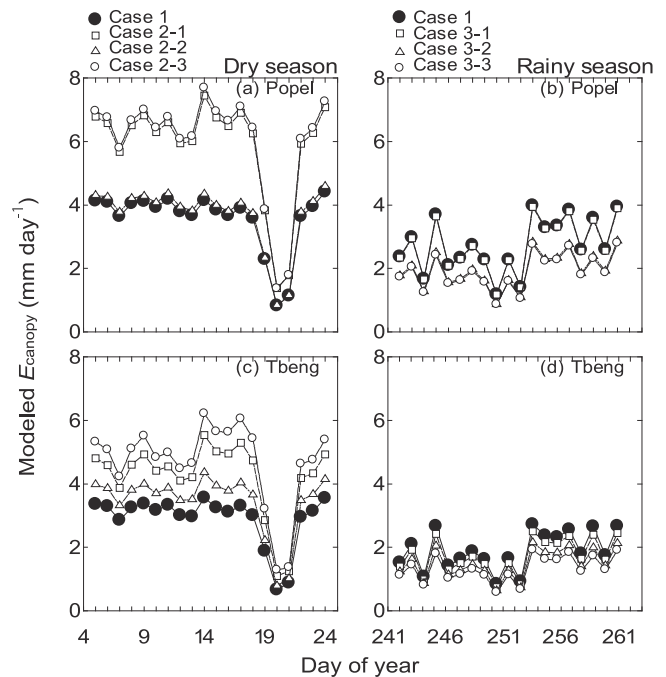 Case 1
Case 2-1
Case 2-2
Case 2-3
Case 1
Case 3-1
Case 3-2
Case 3-3
Dry season
Rainy season
(a) Popel
(b) Popel
8
6
4
2
0
8
6
4
2
0
(c) Tbeng
(d) Tbeng
8
6
4
2
0
8
6
4
2
0
Modeled Ecanopy (mm day-1)
4 9 14 19 24
241 246 251 256 261
Day of year